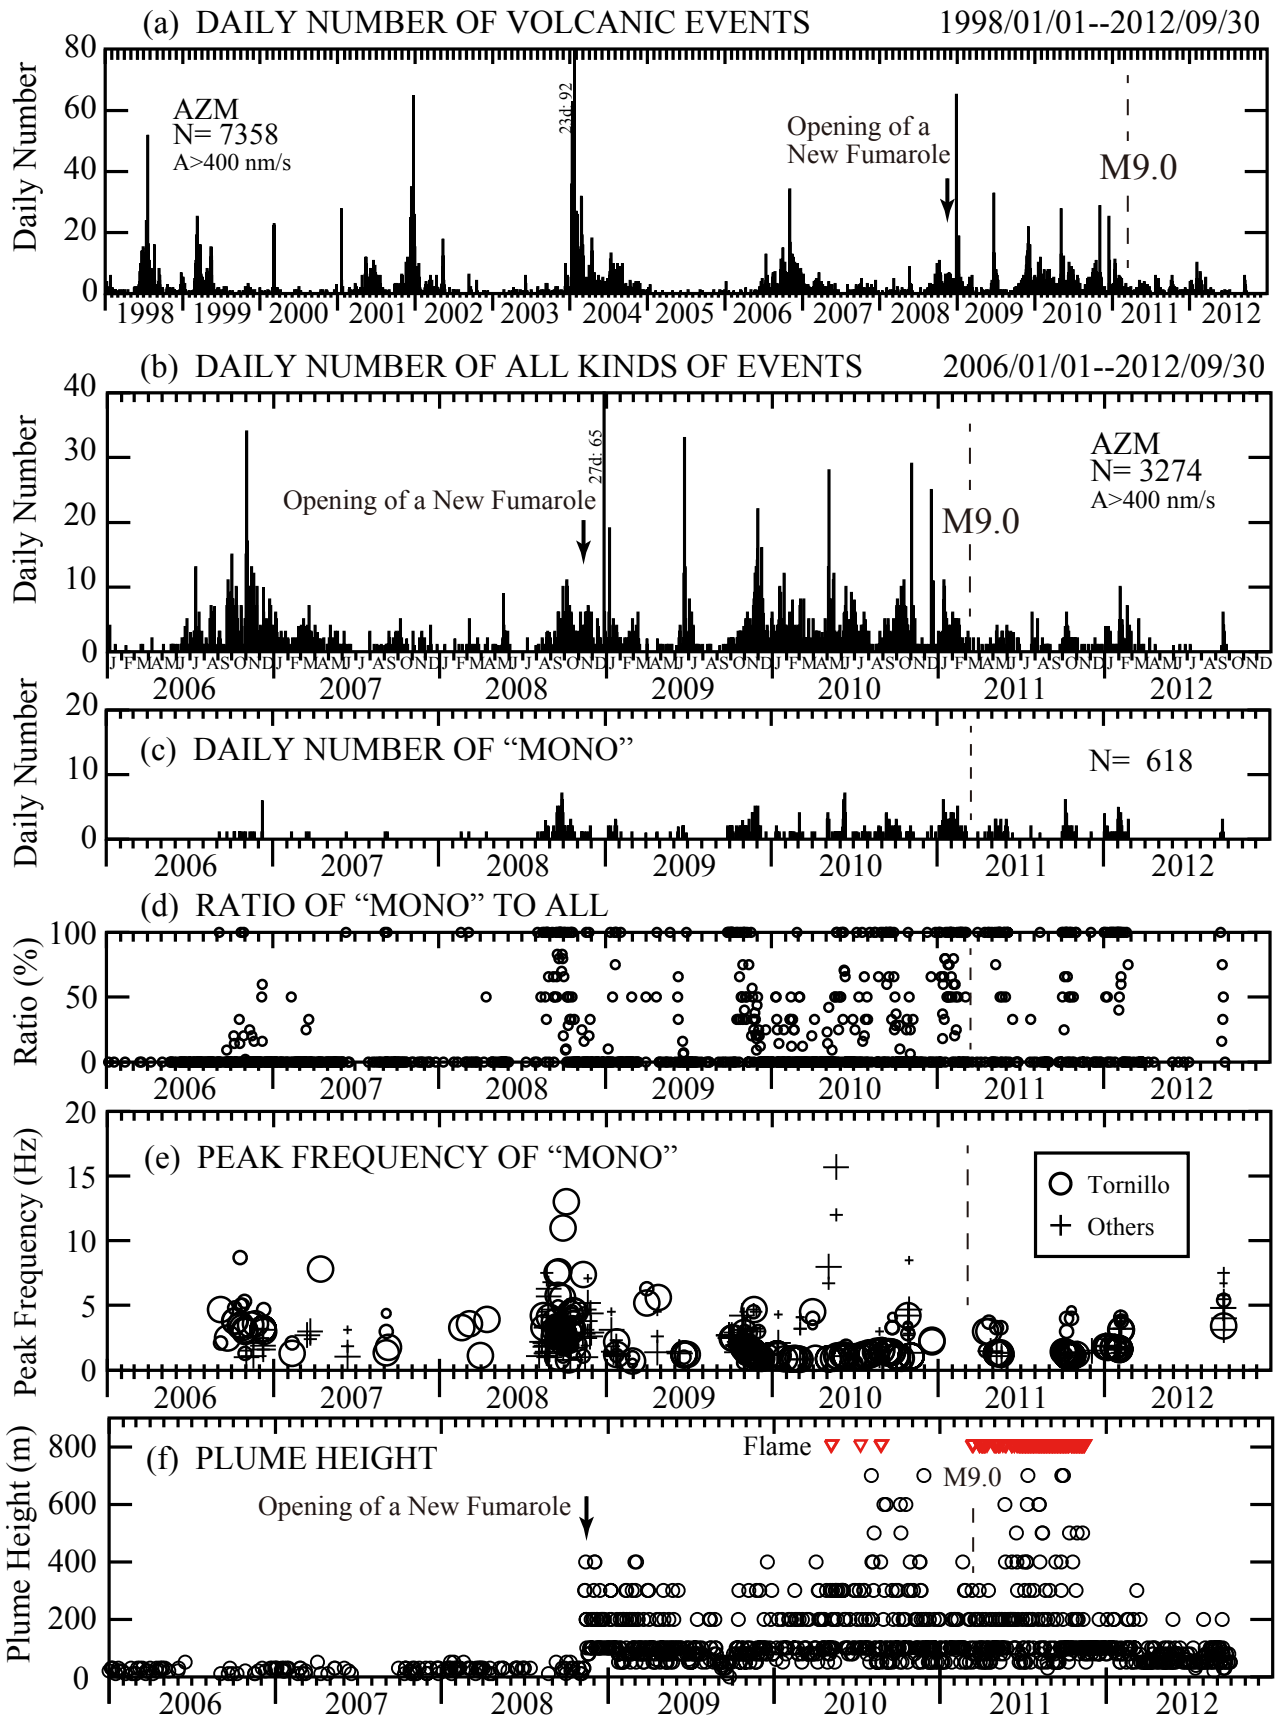 (a) DAILY NUMBER OF VOLCANIC EVENTS 1998/01/01--2012/09/30
Daily Number
80
60
40
20
0
AZM
N= 7358
A>400 nm/s
23d: 92
Opening of a
New Fumarole
M9.0
1998 1999 2000 2001 2002 2003 2004 2005 2006 2007 2008 2009 2010 2011 2012
(b) DAILY NUMBER OF ALL KINDS OF EVENTS 2006/01/01--2012/09/30
Daily Number
40
30
20
10
0
Opening of a New Fumarole
27d: 65
M9.0
AZM
N= 3274
A>400 nm/s
J F M A M J J A S O N D J F M A M J J A S O N D J F M A M J J A S O N D J F M A M J J A S O N D J F M A M J J A S O N D J F M A M J J A S O N D J F M A M J J A S O N D
2006 2007 2008 2009 2010 2011 2012
Daily Number
20
10
0
(c) DAILY NUMBER OF “MONO”
N= 618
2006 2007 2008 2009 2010 2011 2012
(d) RATIO OF “MONO” TO ALL
Ratio (%)
100
50
0
2006 2007 2008 2009 2010 2011 2012
Peak Frequency (Hz)
20
15
10
5
0
(e) PEAK FREQUENCY OF “MONO”
Tornillo
Others
2006 2007 2008 2009 2010 2011 2012
Plume Height (m)
800
600
400
200
0
(f) PLUME HEIGHT
Flame
M9.0
Opening of a New Fumarole
2006 2007 2008 2009 2010 2011 2012